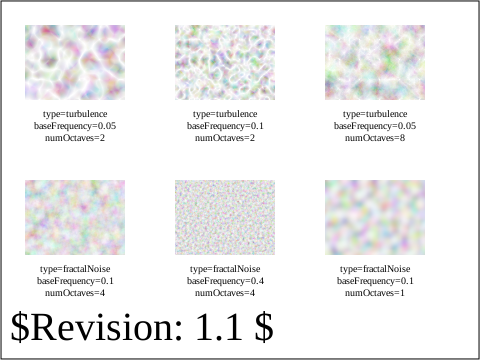 type=turbulence
baseFrequency=0.05
numOctaves=2
type=turbulence
baseFrequency=0.1
numOctaves=2
type=turbulence
baseFrequency=0.05
numOctaves=8
type=fractalNoise
baseFrequency=0.1
numOctaves=4
type=fractalNoise
baseFrequency=0.4
numOctaves=4
type=fractalNoise
baseFrequency=0.1
numOctaves=1
$Revision: 1.1 $